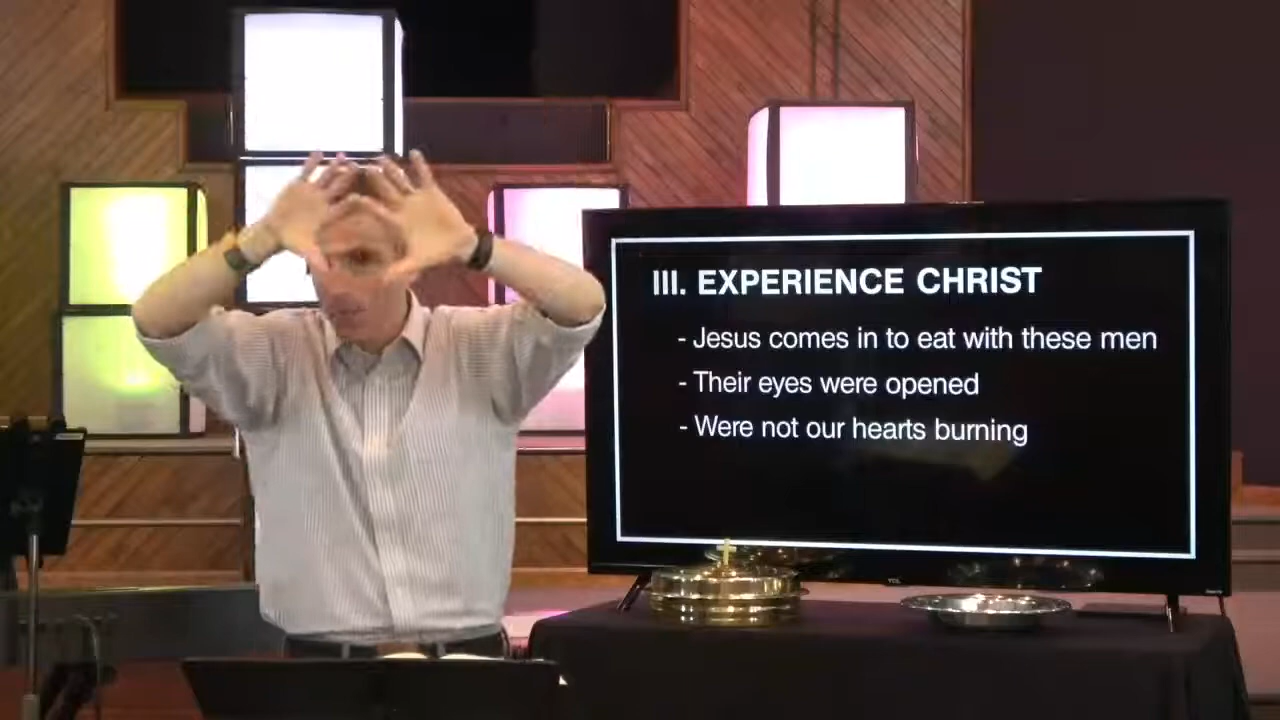 III. EXPERIENCE CHRIST
- Jesus comes in to eat with these men
- Their eyes were opened
- Were not our hearts burning
TCL